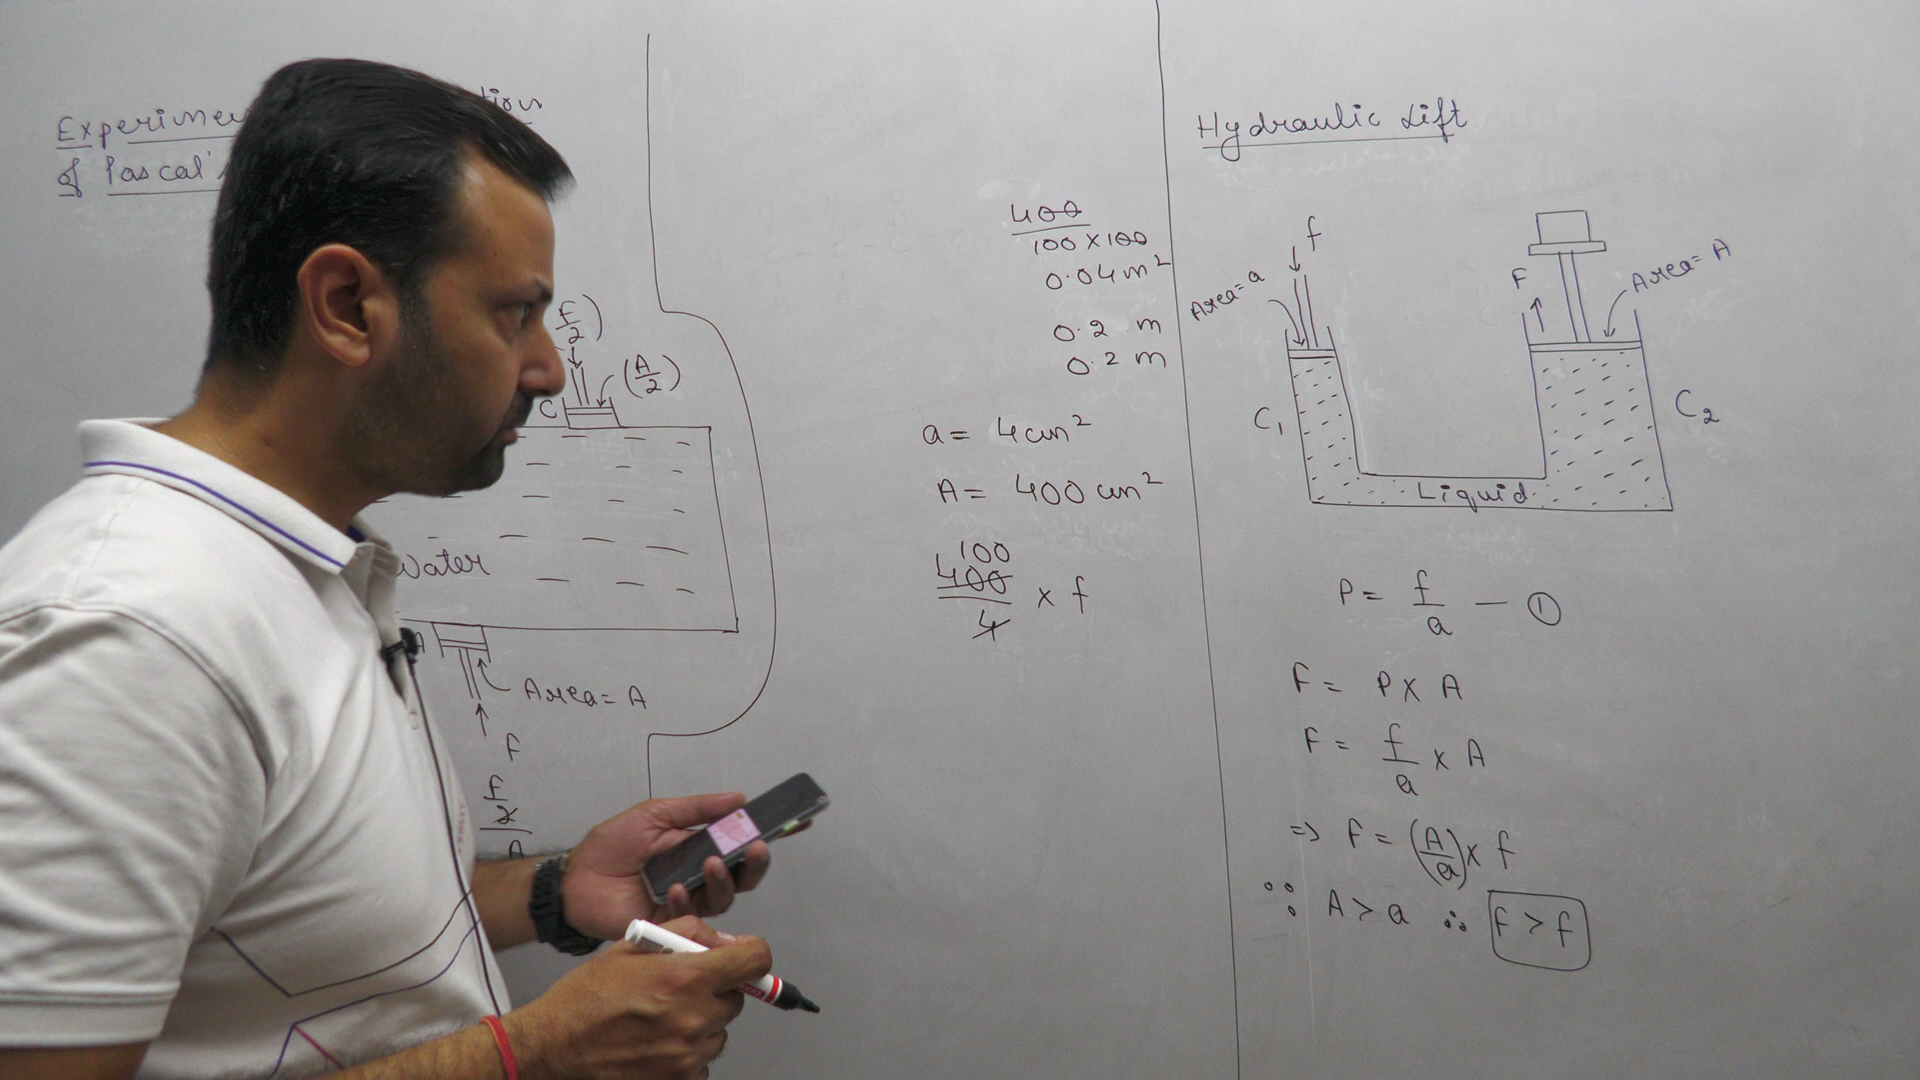 Experimen tion
of Pascal's
F/2)
(A/2)
C
Water
A
Area = A
F
F/2/A
400/100 x 100
0.04 m²
0.2 m
0.2 m
a = 4 cm²
A = 400 cm²
100
400/4 x f
Hydraulic Lift
f
Area = a
F
Area = A
C₁
C₂
Liquid
P = f/a — ①
F = P x A
F = f/a x A
⇒ F = (A/a) x f
∵ A > a ∴ F > f